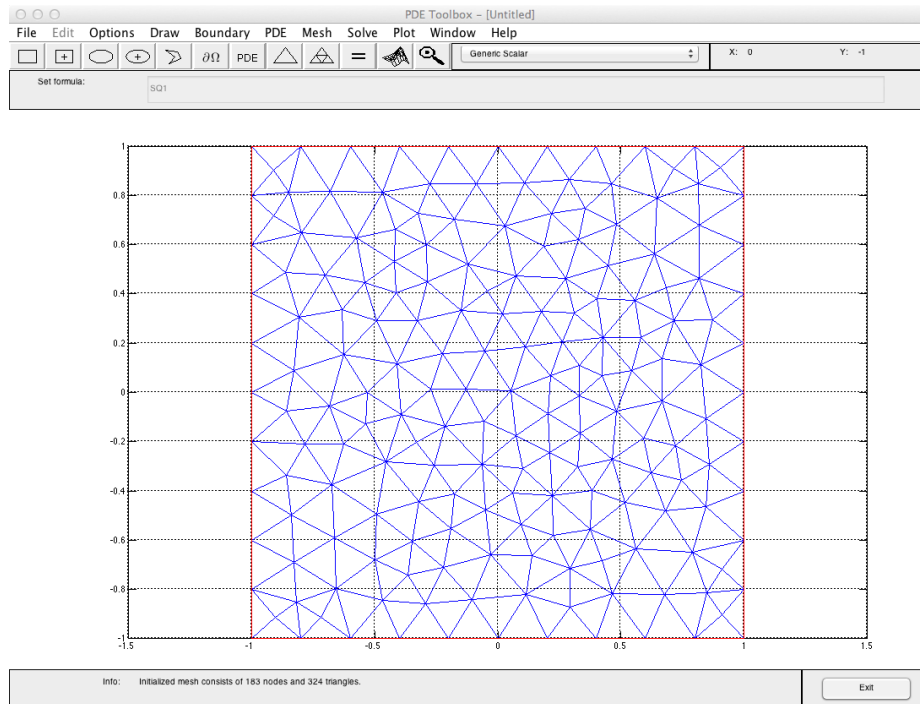 PDE Toolbox - [Untitled]
File Edit Options Draw Boundary PDE Mesh Solve Plot Window Help
∂Ω PDE = Generic Scalar X: 0 Y: -1
Set formula: SQ1
1
0.8
0.6
0.4
0.2
0
-0.2
-0.4
-0.6
-0.8
-1
-1.5 -1 -0.5 0 0.5 1 1.5
Info: Initialized mesh consists of 183 nodes and 324 triangles. Exit